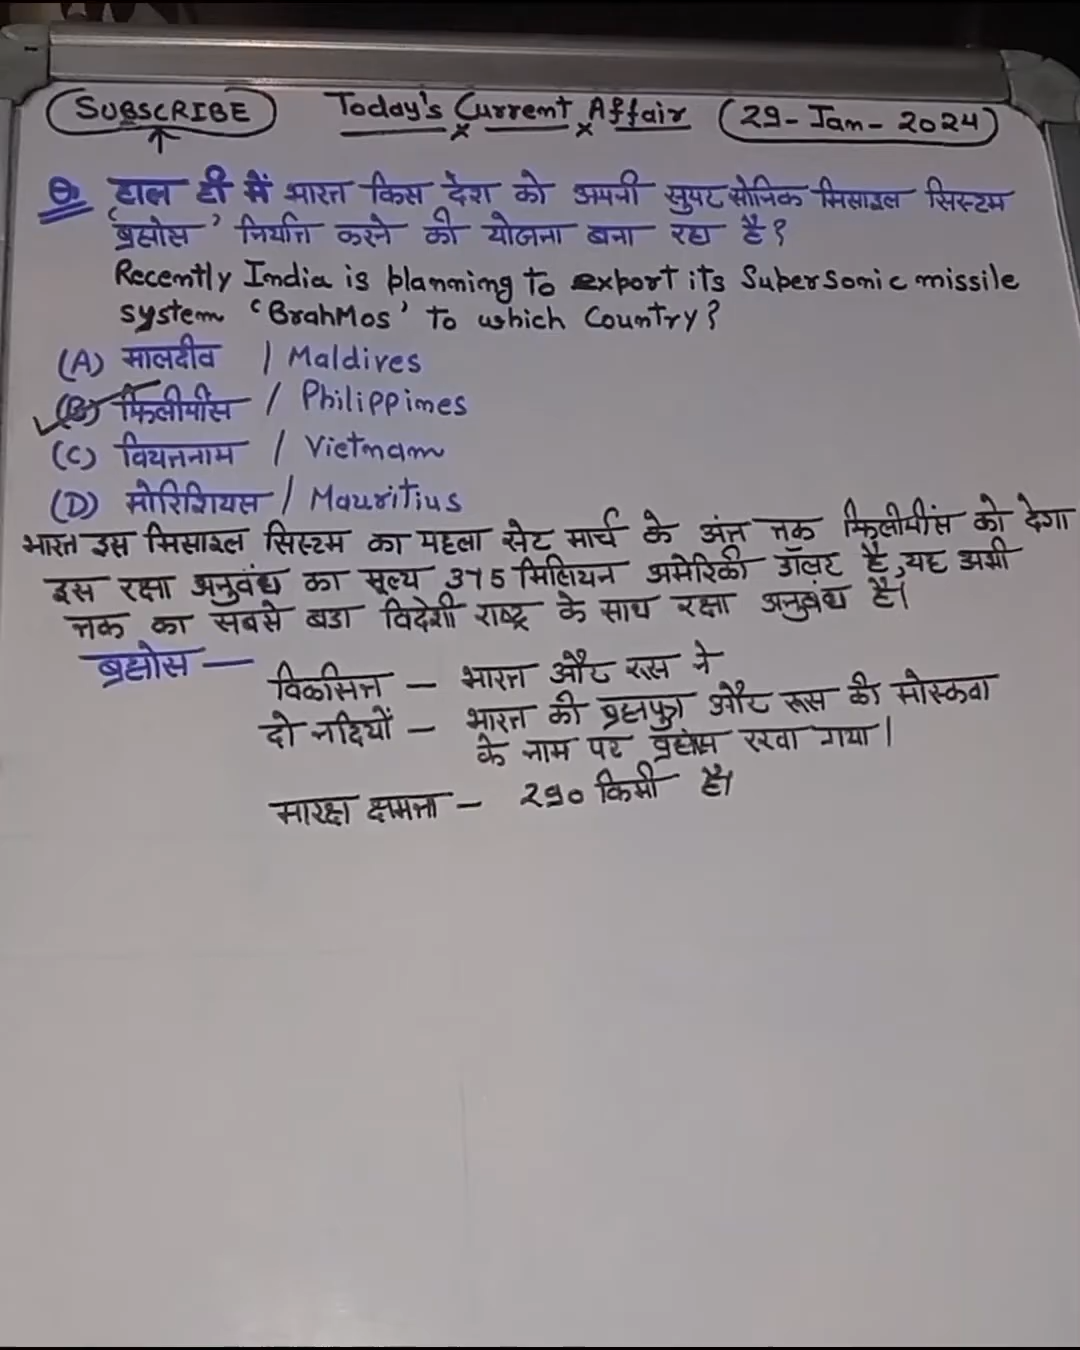 SUBSCRIBE Today's Current Affair (29-Jan-2024)
Q हाल ही में भारत किस देश को अपनी सुपरसोनिक मिसाइल सिस्टम
'ब्रह्मोस' निर्यात करने की योजना बना रहा है?
Recently India is planning to export its Supersonic missile
system 'BrahMos' to which Country?
(A) मालदीव / Maldives
(B) फिलीपींस / Philippines
(C) वियतनाम / Vietnam
(D) मोरिशियस / Mauritius
भारत इस मिसाइल सिस्टम का पहला सेट मार्च के अंत तक फिलीपींस को देगा
इस रक्षा अनुबंध का मूल्य 375 मिलियन अमेरिकी डॉलर है, यह अभी
तक का सबसे बडा विदेशी राष्ट्र के साथ रक्षा अनुबंध है।
ब्रह्मोस —
विकसित — भारत और रूस ने
दो नदियों — भारत की ब्रह्मपुत्र और रूस की मोस्कवा
के नाम पर ब्रह्मोस रखा गया।
मारक क्षमता — 290 किमी है।